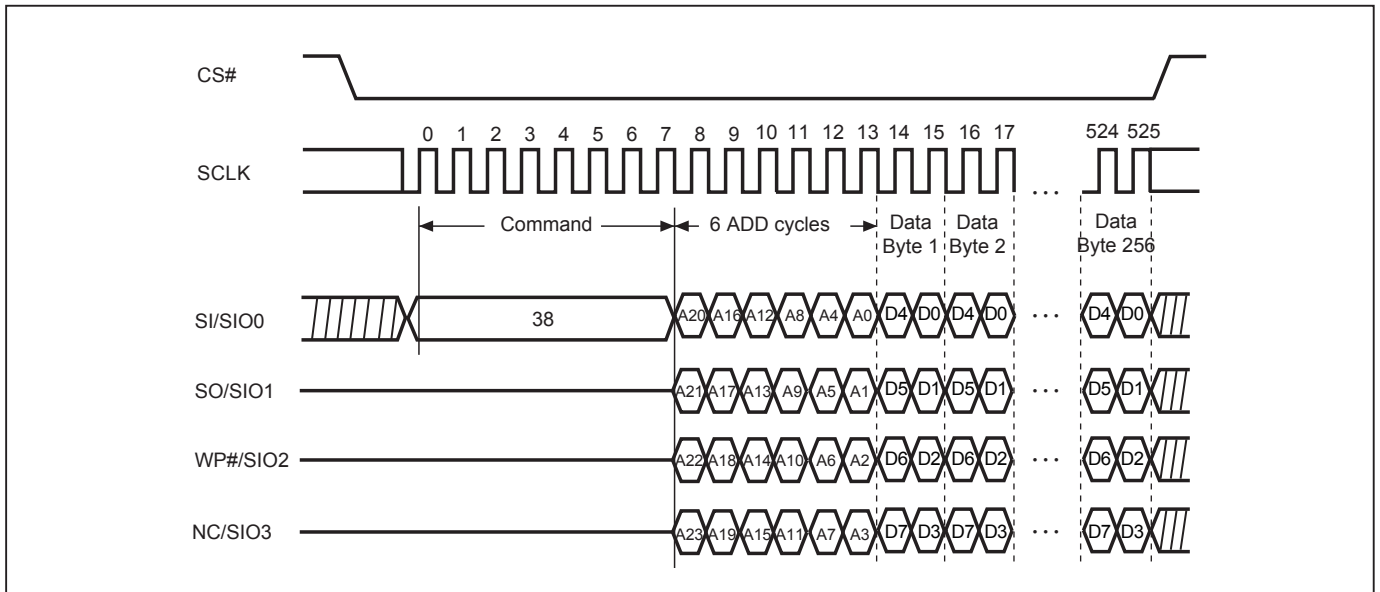 CS#
0 1 2 3 4 5 6 7 8 9 10 11 12 13 14 15 16 17 524 525
SCLK
...
Command 6 ADD cycles Data Byte 1 Data Byte 2 Data Byte 256
SI/SIO0 38 A20 A16 A12 A8 A4 A0 D4 D0 D4 D0 ... D4 D0
SO/SIO1 A21 A17 A13 A9 A5 A1 D5 D1 D5 D1 ... D5 D1
WP#/SIO2 A22 A18 A14 A10 A6 A2 D6 D2 D6 D2 ... D6 D2
NC/SIO3 A23 A19 A15 A11 A7 A3 D7 D3 D7 D3 ... D7 D3